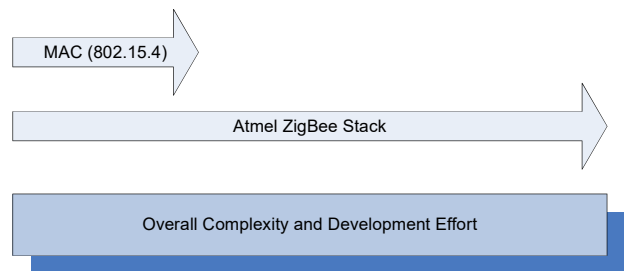 MAC (802.15.4)
Atmel ZigBee Stack
Overall Complexity and Development Effort